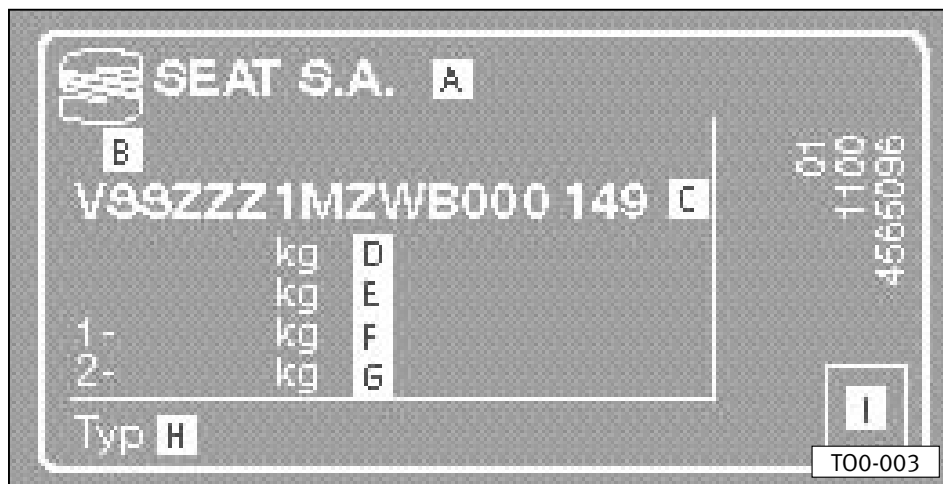 SEAT S.A. A
B
VSSZZZ1MZWB000 149 C
kg D
kg E
1- kg F
2- kg G
Typ H
01
1100
4565096
I
T00-003